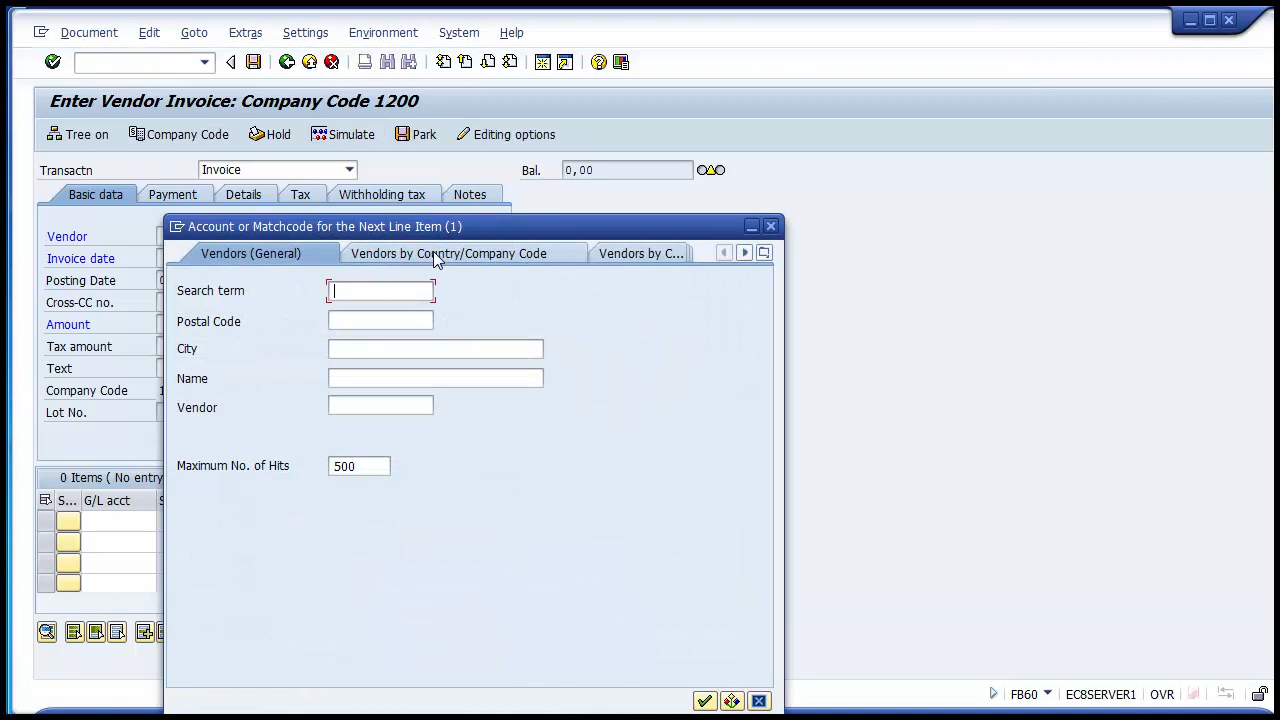 Document Edit Goto Extras Settings Environment System Help
Enter Vendor Invoice: Company Code 1200
Tree on Company Code Hold Simulate Park Editing options
Transactn Invoice Bal. 0,00
Basic data Payment Details Tax Withholding tax Notes
Account or Matchcode for the Next Line Item (1)
Vendor
Vendors (General) Vendors by Country/Company Code Vendors by C...
Invoice date
Posting Date
Search term
Cross-CC no.
Postal Code
Amount
Tax amount
City
Text
Name
Company Code
Vendor
Lot No.
Maximum No. of Hits 500
0 Items ( No entry
S... G/L acct
FB60 EC8SERVER1 OVR